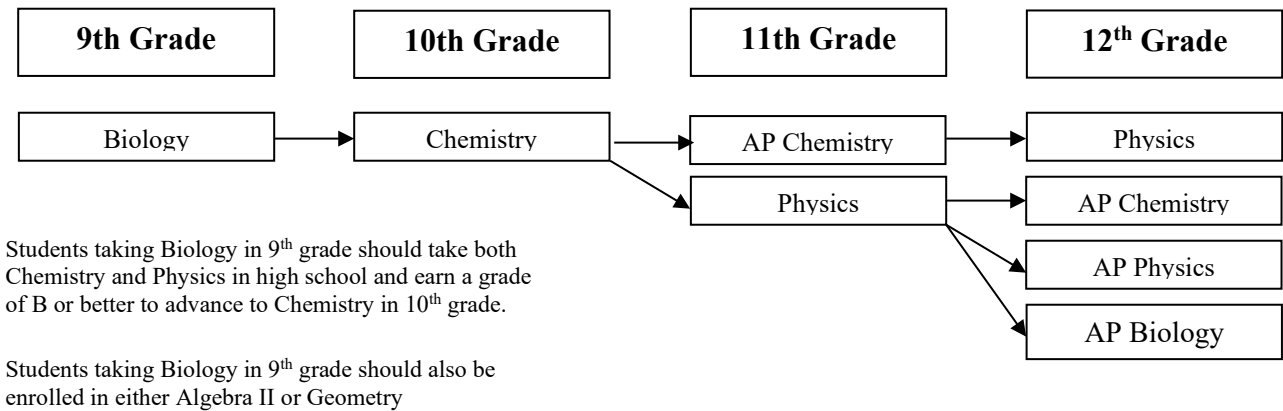 9th Grade
10th Grade
11th Grade
12th Grade
Biology
Chemistry
AP Chemistry
Physics
Physics
AP Chemistry
AP Physics
AP Biology
Students taking Biology in 9th grade should take both
Chemistry and Physics in high school and earn a grade
of B or better to advance to Chemistry in 10th grade.
Students taking Biology in 9th grade should also be
enrolled in either Algebra II or Geometry